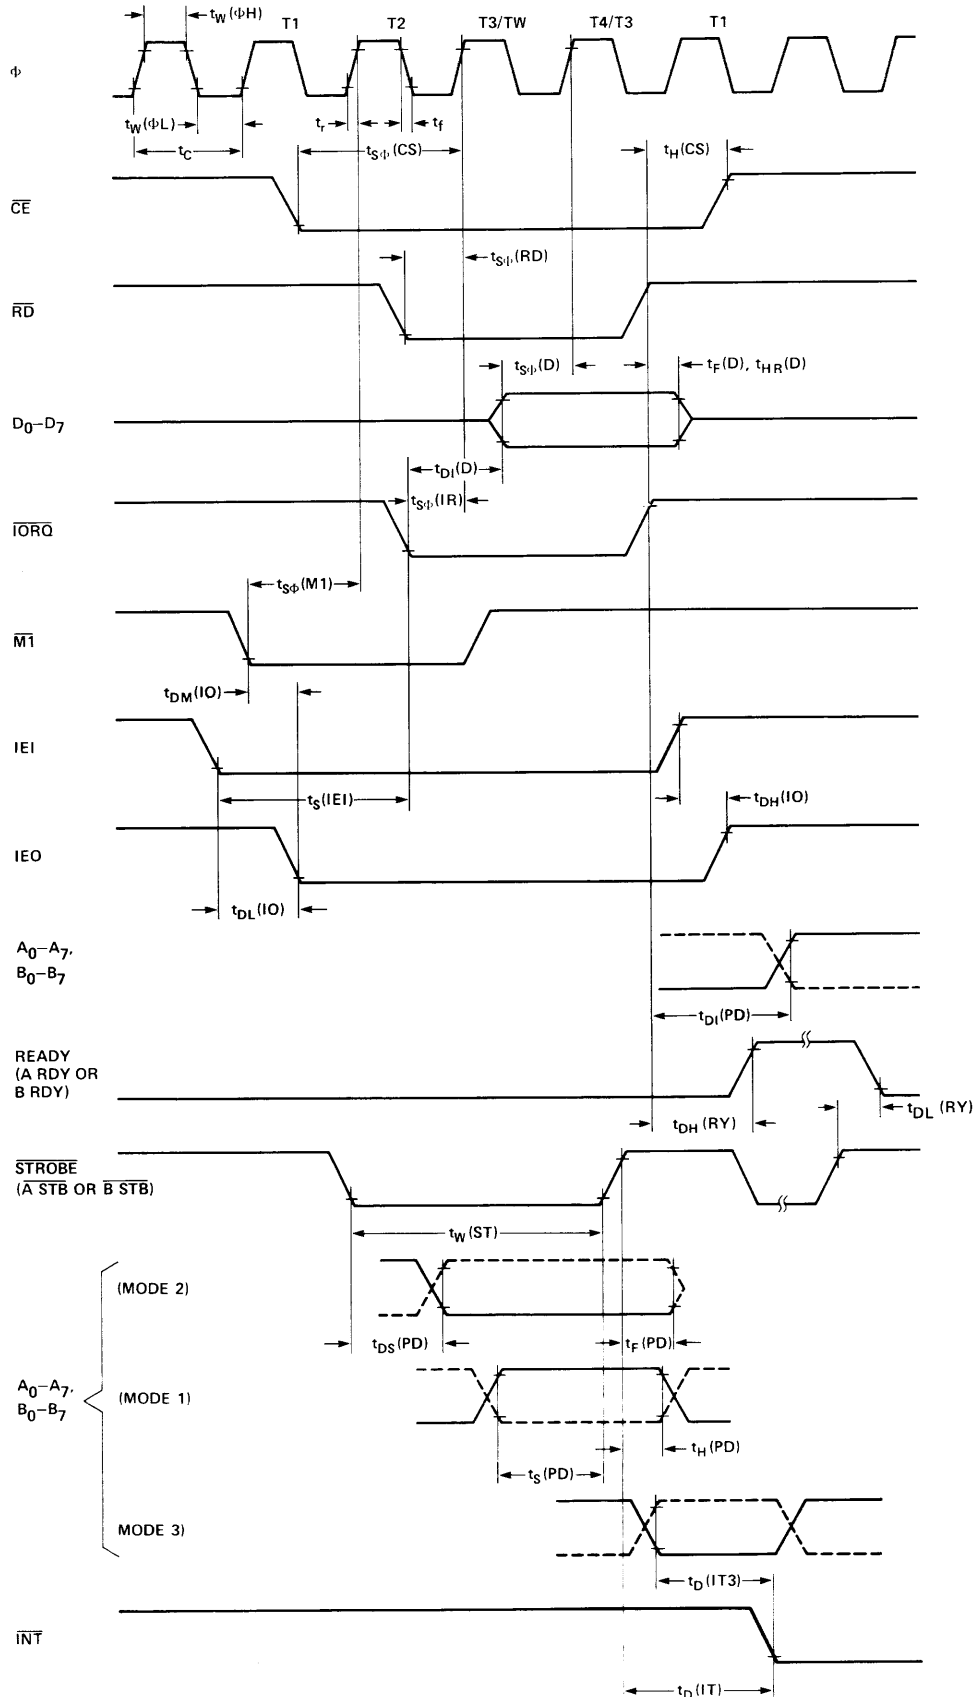 tW(ΦH)
T1 T2 T3/TW T4/T3 T1
Φ
tW(ΦL) tr tf
tC tSΦ(CS) tH(CS)
CE
tSΦ(RD)
RD
tSΦ(D) tF(D), tHR(D)
D0–D7
tDI(D)
tSΦ(IR)
IORQ
tSΦ(M1)
M1
tDM(IO)
IEI
tS(IEI) tDH(IO)
IEO
tDL(IO)
A0–A7,
B0–B7
tDI(PD)
READY
(A RDY OR
B RDY)
tDH(RY) tDL(RY)
STROBE
(A STB OR B STB)
tW(ST)
(MODE 2)
tDS(PD) tF(PD)
A0–A7,
B0–B7
(MODE 1)
tH(PD)
tS(PD)
MODE 3)
tD(IT3)
INT
tD(IT)